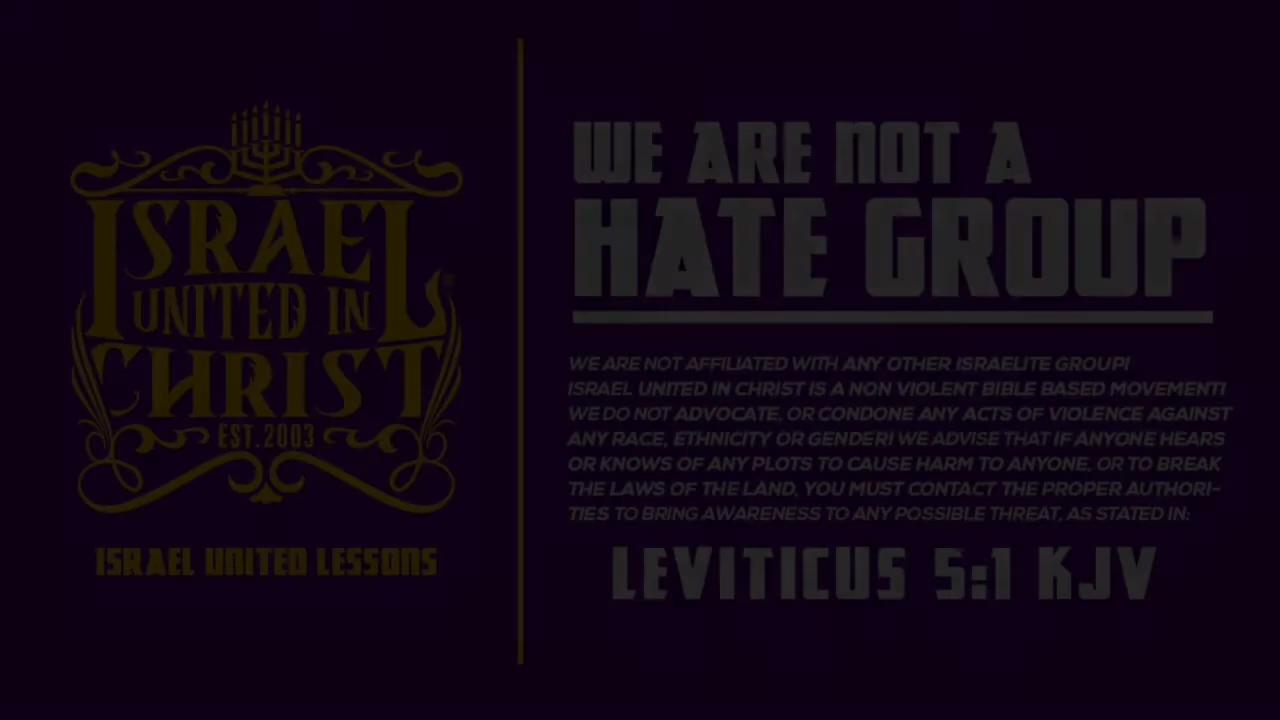 ISRAEL
UNITED IN
CHRIST
EST. 2003
ISRAEL UNITED LESSONS
WE ARE NOT A
HATE GROUP
WE ARE NOT AFFILIATED WITH ANY OTHER ISRAELITE GROUP!
ISRAEL UNITED IN CHRIST IS A NON VIOLENT BIBLE BASED MOVEMENT!
WE DO NOT ADVOCATE, OR CONDONE ANY ACTS OF VIOLENCE AGAINST
ANY RACE, ETHNICITY OR GENDER! WE ADVISE THAT IF ANYONE HEARS
OR KNOWS OF ANY PLOTS TO CAUSE HARM TO ANYONE, OR TO BREAK
THE LAWS OF THE LAND, YOU MUST CONTACT THE PROPER AUTHORI-
TIES TO BRING AWARENESS TO ANY POSSIBLE THREAT, AS STATED IN:
LEVITICUS 5:1 KJV